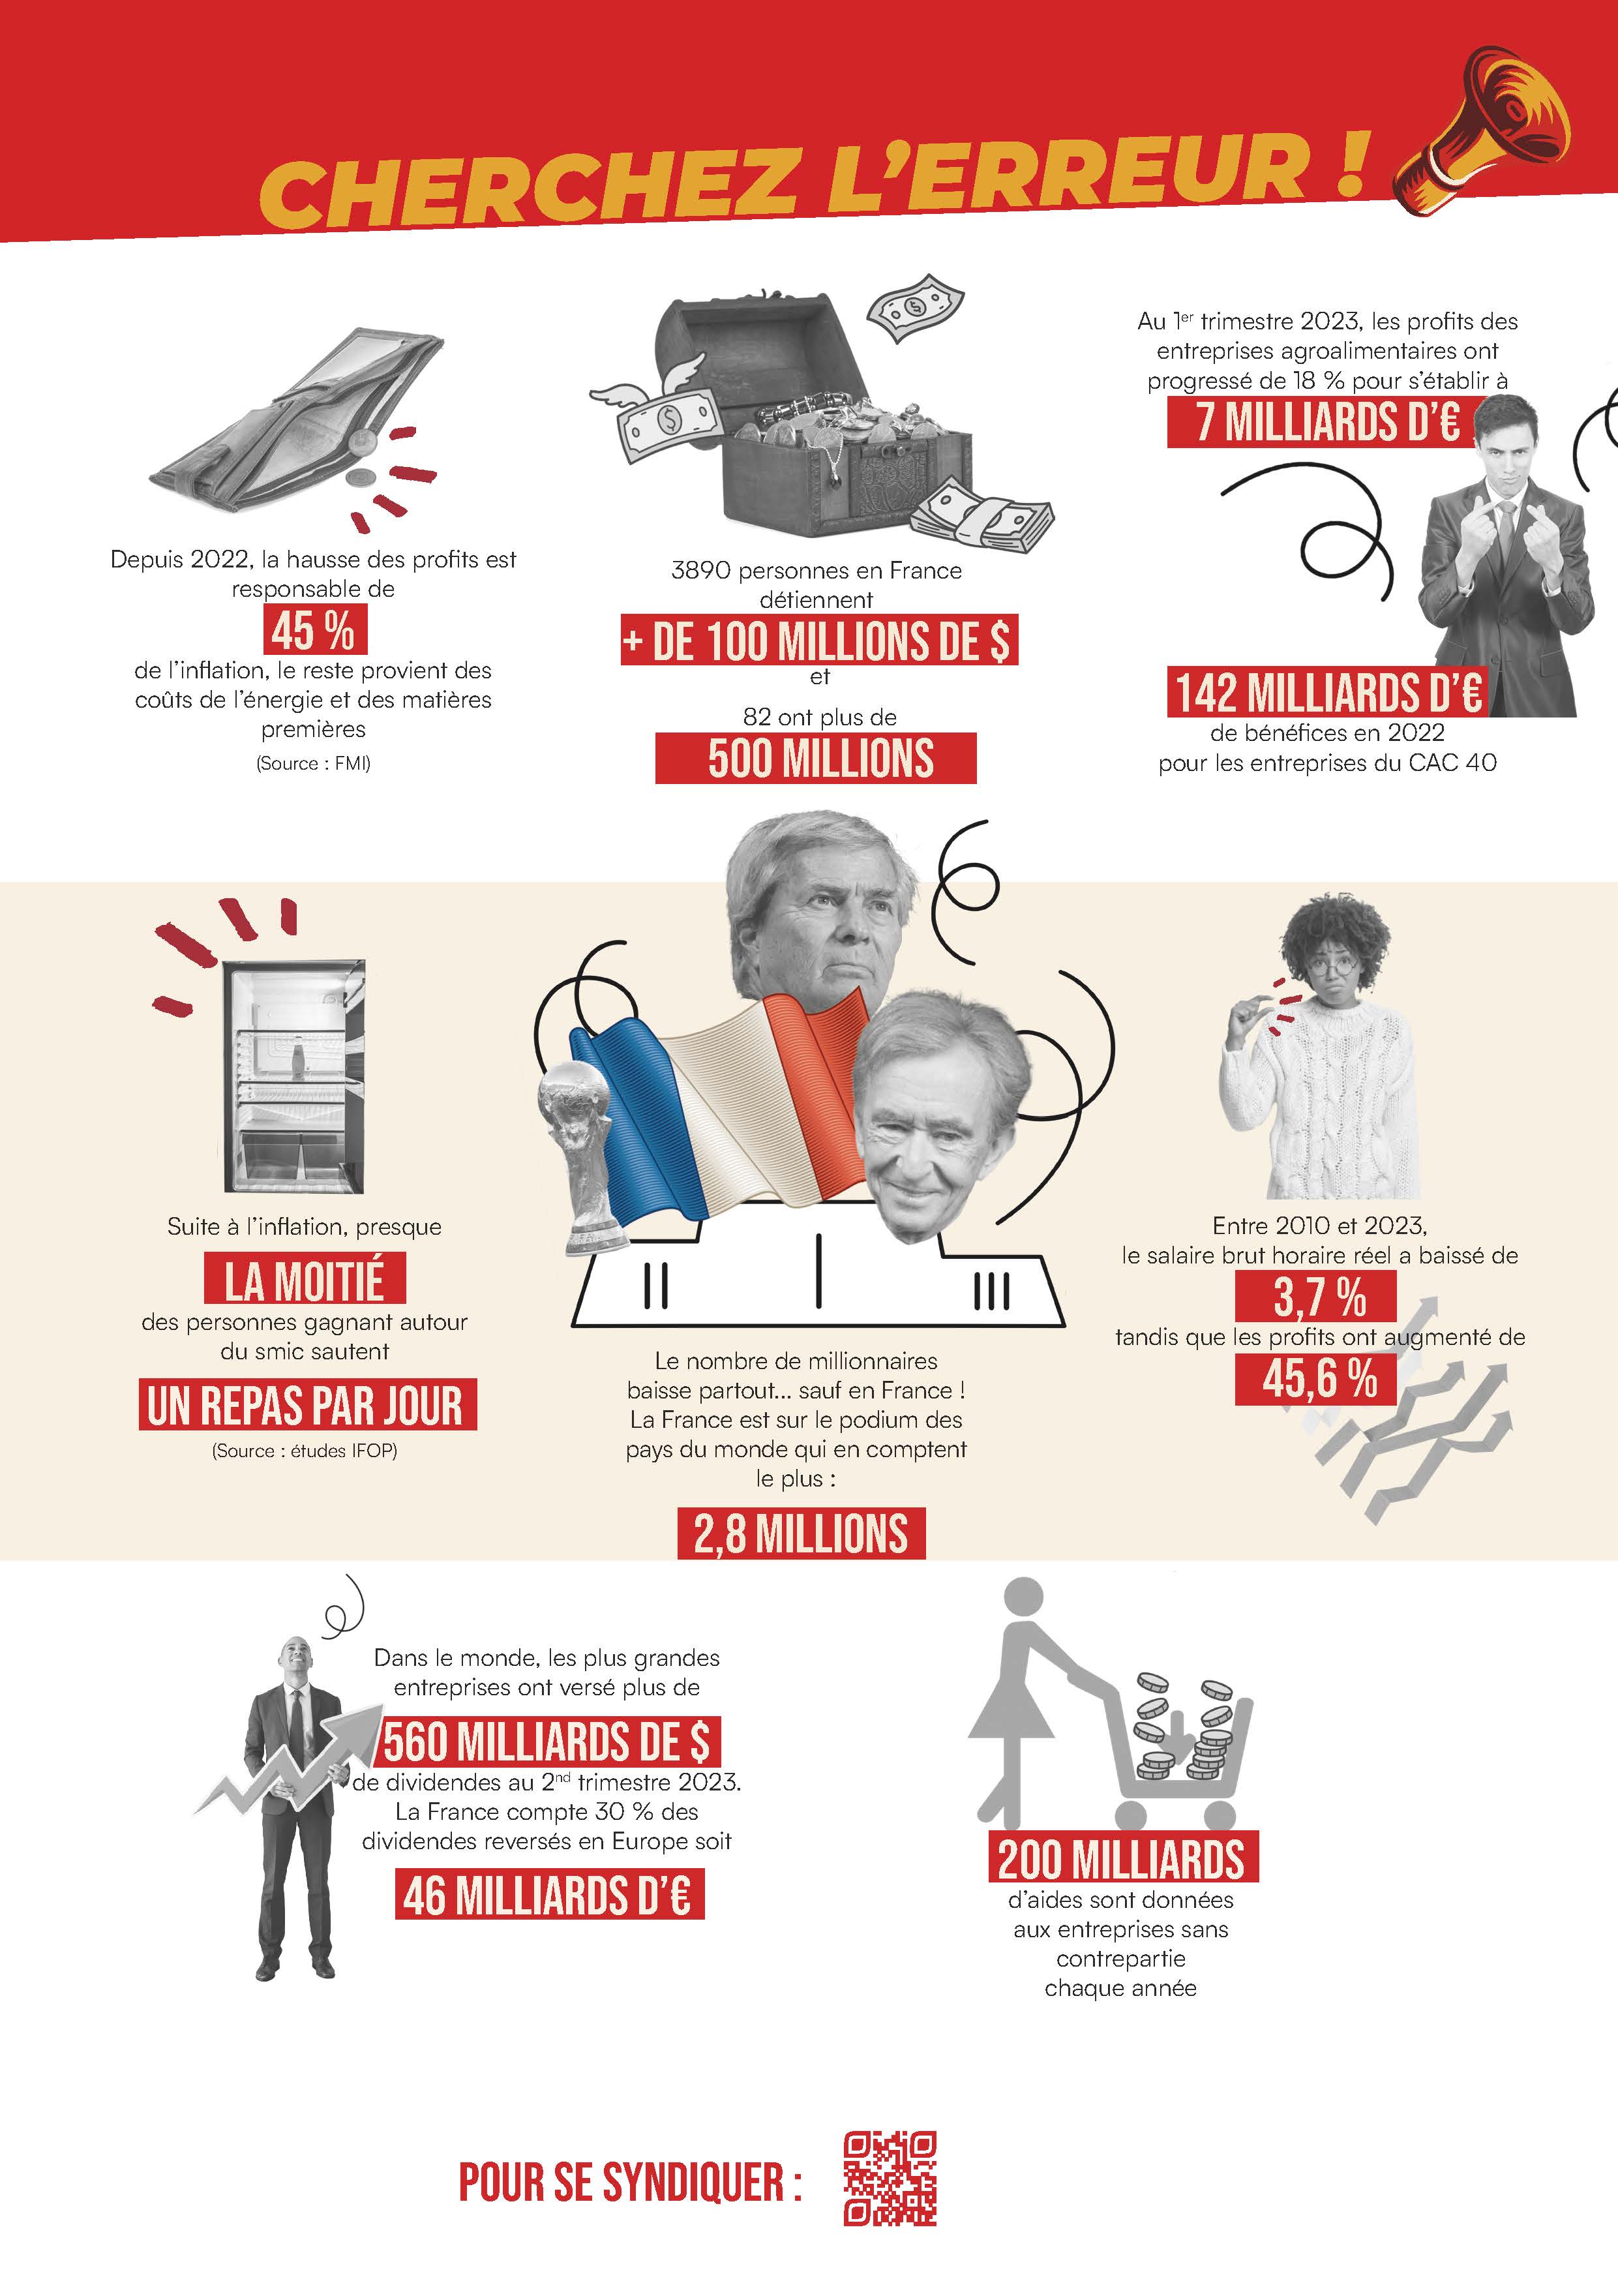 CHERCHEZ L'ERREUR !
Depuis 2022, la hausse des profits est
responsable de
45 %
de l'inflation, le reste provient des
coûts de l'énergie et des matières
premières
(Source : FMI)
3890 personnes en France
détiennent
+ DE 100 MILLIONS DE $
et
82 ont plus de
500 MILLIONS
Au 1er trimestre 2023, les profits des
entreprises agroalimentaires ont
progressé de 18 % pour s'établir à
7 MILLIARDS D'€
142 MILLIARDS D'€
de bénéfices en 2022
pour les entreprises du CAC 40
Suite à l'inflation, presque
LA MOITIÉ
des personnes gagnant autour
du smic sautent
UN REPAS PAR JOUR
(Source : études IFOP)
II
I
III
Le nombre de millionnaires
baisse partout... sauf en France !
La France est sur le podium des
pays du monde qui en comptent
le plus :
2,8 MILLIONS
Entre 2010 et 2023,
le salaire brut horaire réel a baissé de
3,7 %
tandis que les profits ont augmenté de
45,6 %
Dans le monde, les plus grandes
entreprises ont versé plus de
560 MILLIARDS DE $
de dividendes au 2nd trimestre 2023.
La France compte 30 % des
dividendes reversés en Europe soit
46 MILLIARDS D'€
200 MILLIARDS
d'aides sont données
aux entreprises sans
contrepartie
chaque année
POUR SE SYNDIQUER :